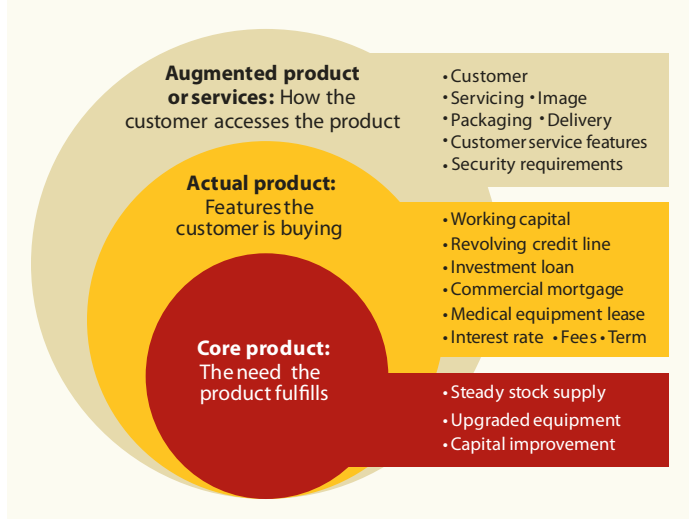 Augmented product
or services: How the
customer accesses the product
• Customer
• Servicing • Image
• Packaging • Delivery
• Customer service features
• Security requirements
Actual product:
Features the
customer is buying
• Working capital
• Revolving credit line
• Investment loan
• Commercial mortgage
• Medical equipment lease
• Interest rate • Fees • Term
Core product:
The need the
product fulfills
• Steady stock supply
• Upgraded equipment
• Capital improvement